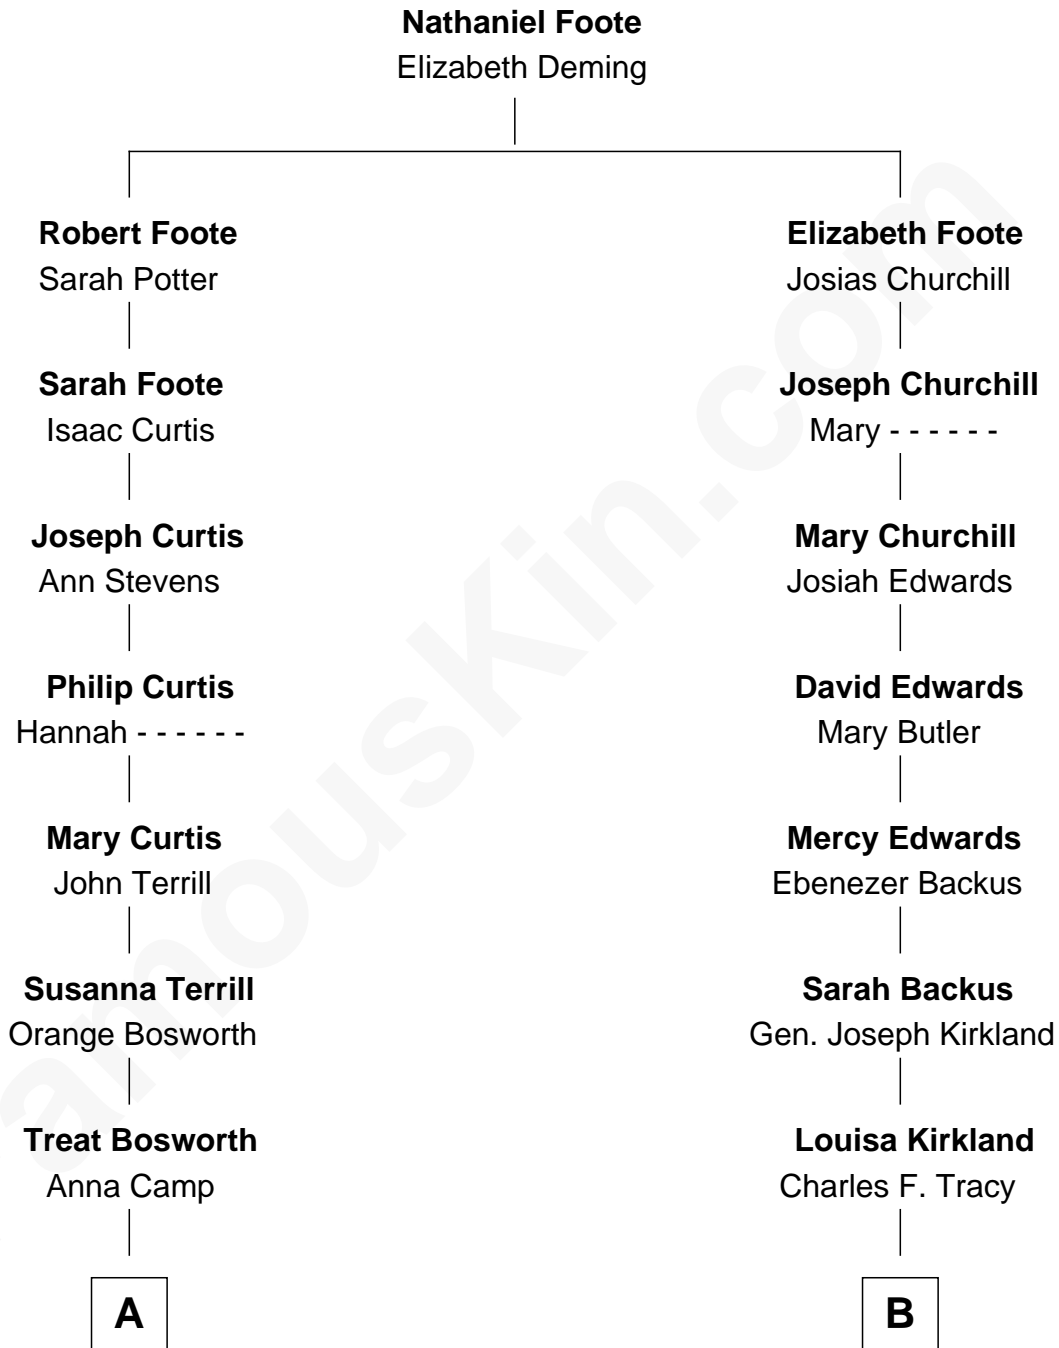 Nathaniel Foote
Elizabeth Deming
Robert Foote
Sarah Potter
Sarah Foote
Isaac Curtis
Joseph Curtis
Ann Stevens
Philip Curtis
Hannah - - - - - -
Mary Curtis
John Terrill
Susanna Terrill
Orange Bosworth
Treat Bosworth
Anna Camp
A
Elizabeth Foote
Josias Churchill
Joseph Churchill
Mary - - - - - -
Mary Churchill
Josiah Edwards
David Edwards
Mary Butler
Mercy Edwards
Ebenezer Backus
Sarah Backus
Gen. Joseph Kirkland
Louisa Kirkland
Charles F. Tracy
B
amousKin.com